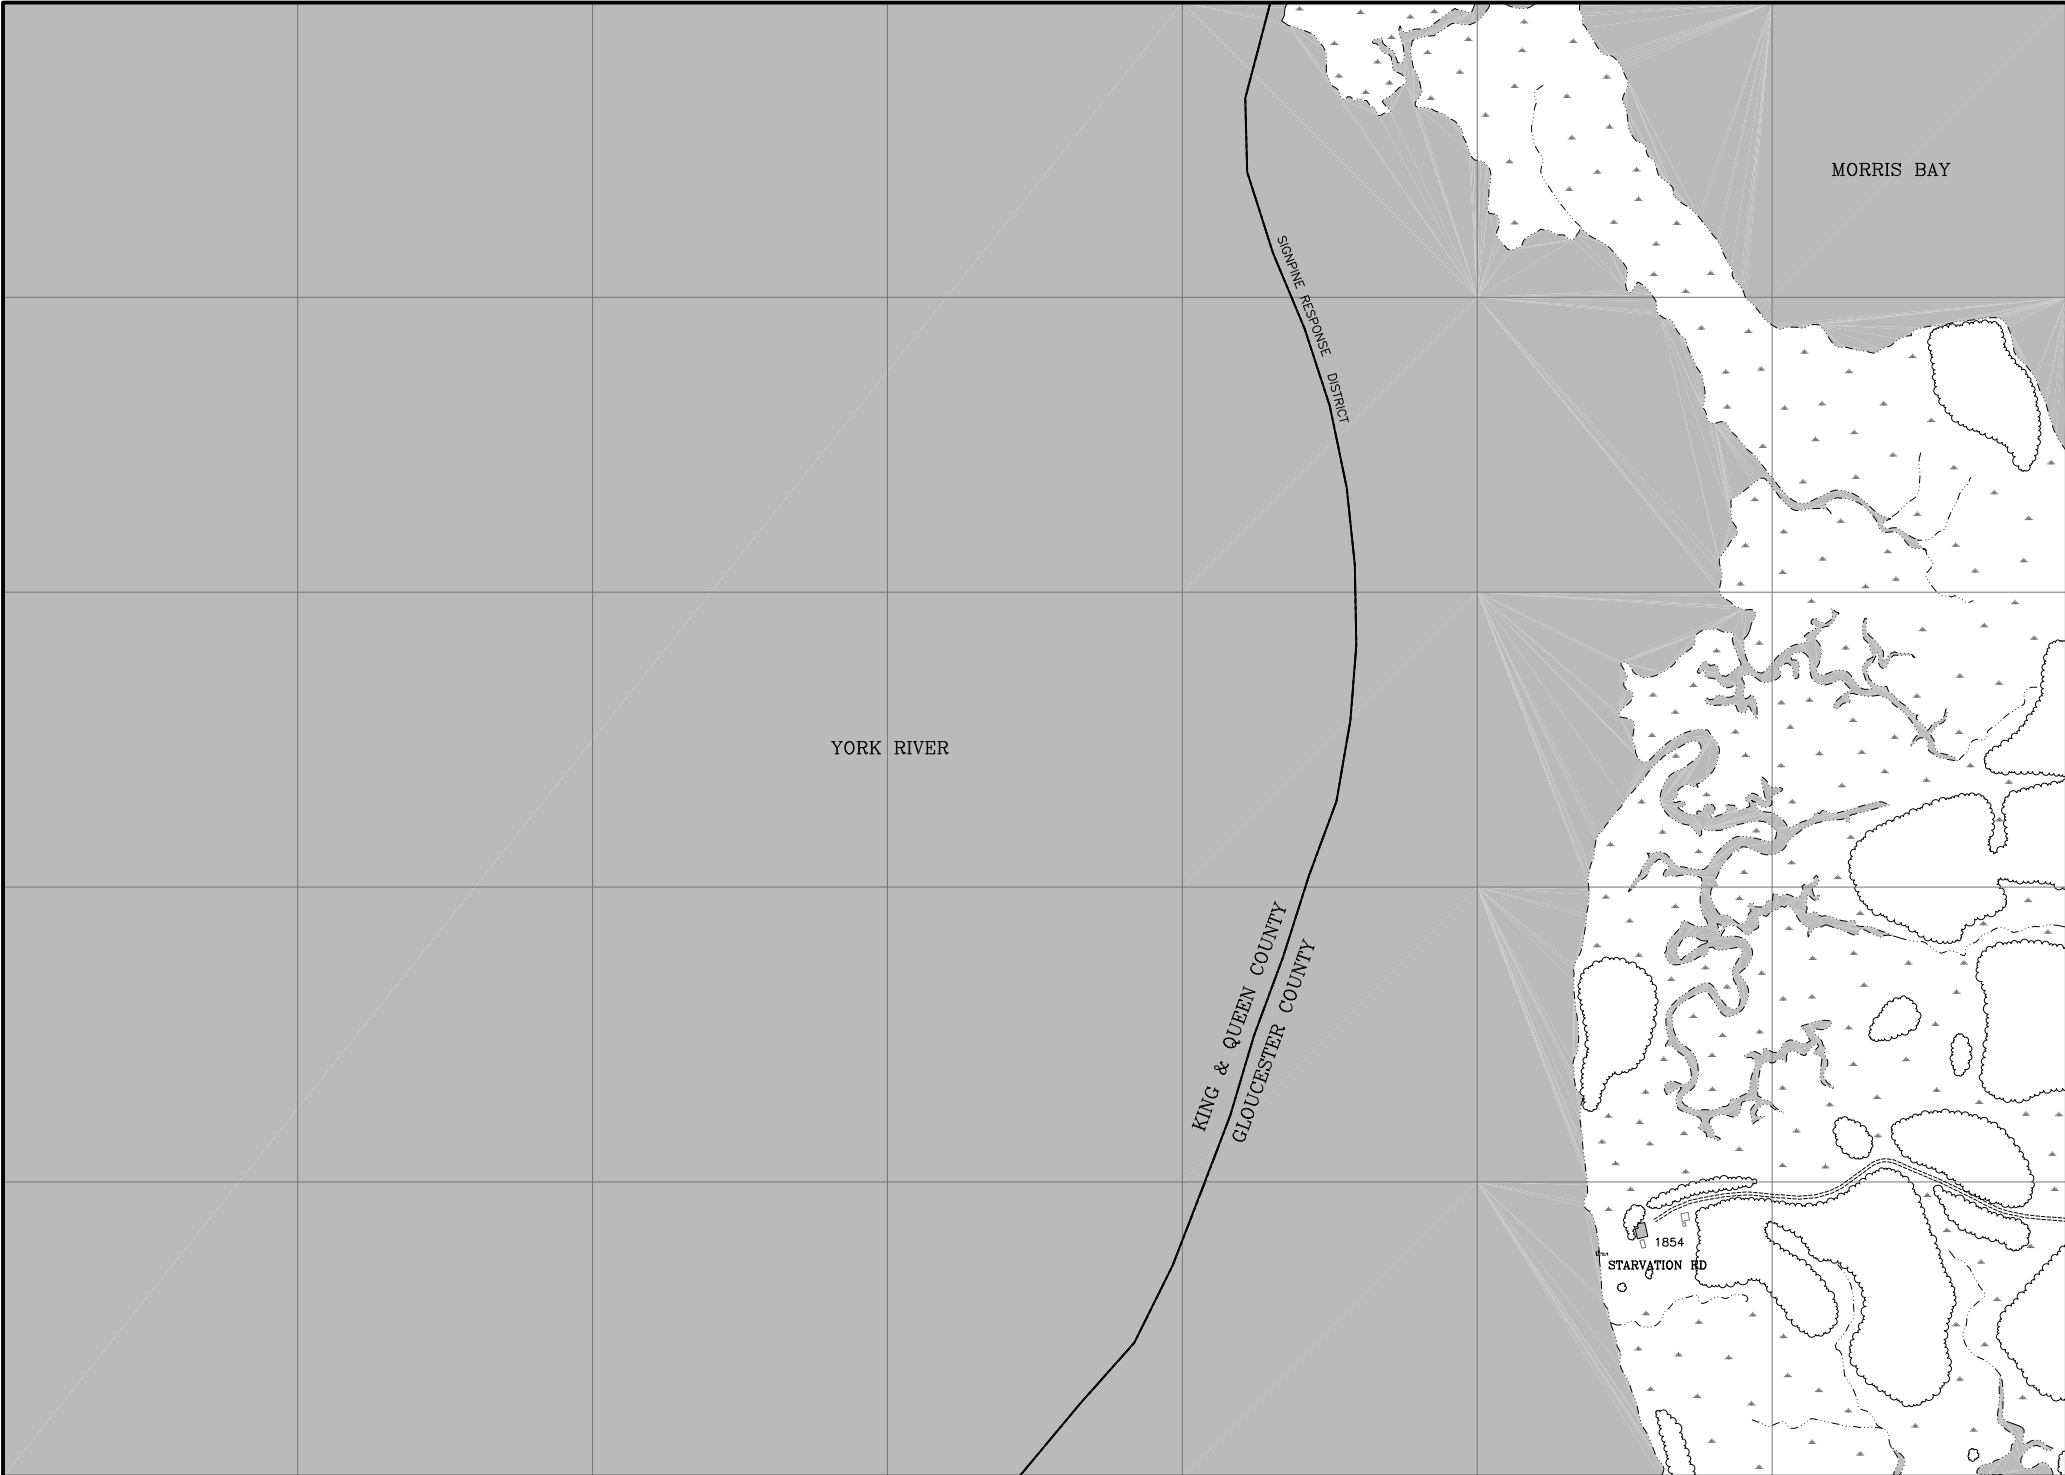 MORRIS BAY
SIGNPINE RESPONSE DISTRICT
YORK RIVER
KING & QUEEN COUNTY
GLOUCESTER COUNTY
1854
STARVATION RD